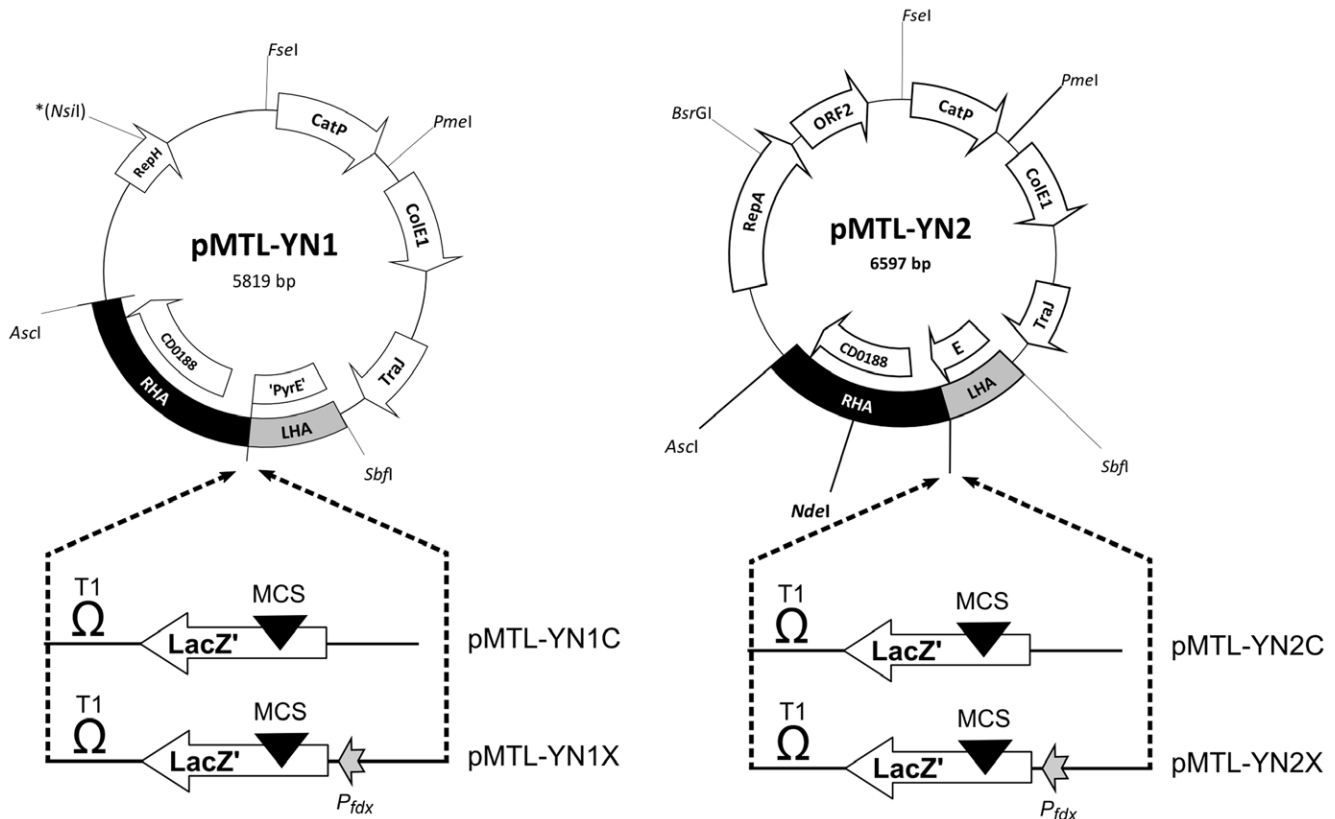 FseI
*(NsiI)
CatP
PmeI
RepH
ColE1
pMTL-YN1
5819 bp
AscI
CD0188
TraJ
'PyrE'
RHA
LHA
SbfI
T1
MCS
LacZ'
pMTL-YN1C
T1
MCS
LacZ'
pMTL-YN1X
Pfdx
FseI
ORF2
CatP
PmeI
BsrGI
ColE1
RepA
pMTL-YN2
6597 bp
TraJ
CD0188
E
LHA
RHA
AscI
SbfI
NdeI
T1
MCS
LacZ'
pMTL-YN2C
T1
MCS
LacZ'
pMTL-YN2X
Pfdx